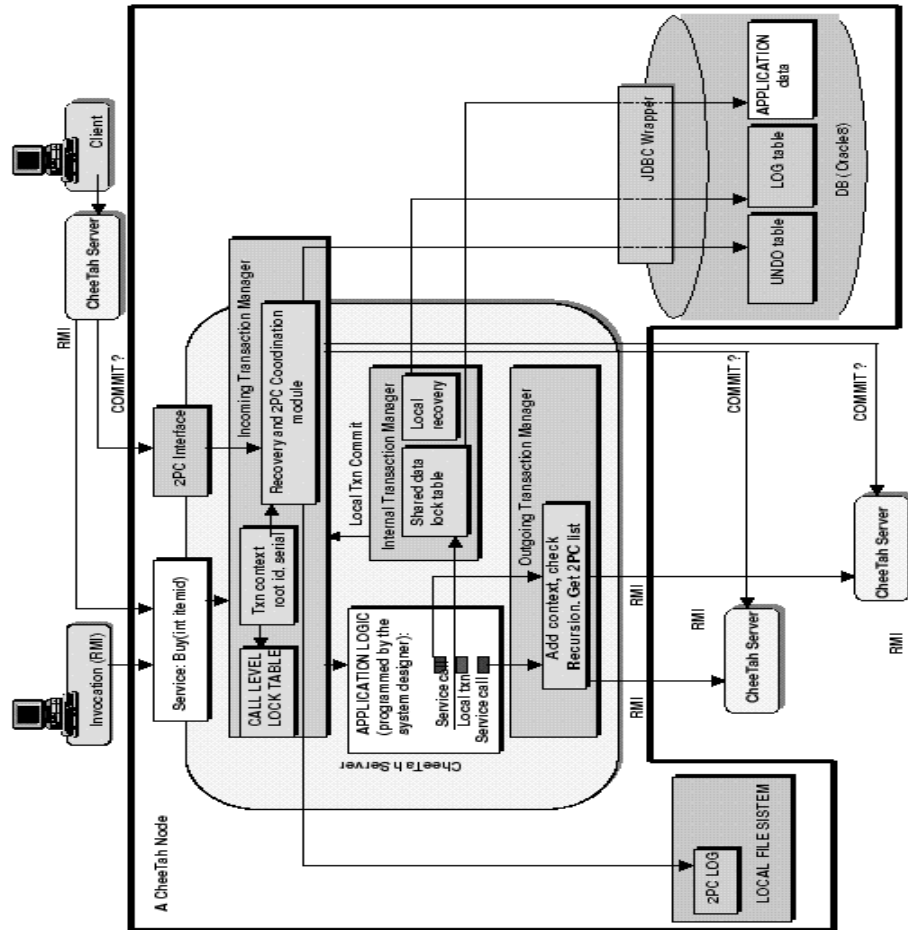 A CheeTah Node
Client
CheeTah Server
Invocation (RMI)
RMI
COMMIT ?
Service: Buy(int itemid)
2PC Interface
Incoming Transaction Manager
CALL LEVEL
LOCK TABLE
Txn context
root id, serial
Recovery and 2PC Coordination
module
CheeTah Server
APPLICATION LOGIC
(programmed by the
system designer):
Service call
Local txn
Service call
Local Txn Commit
Internal Transaction Manager
Shared data
lock table
Local
recovery
Outgoing Transaction Manager
Add context, check
Recursion. Get 2PC list
RMI
RMI
RMI
RMI
COMMIT ?
COMMIT ?
CheeTah Server
CheeTah Server
2PC LOG
LOCAL FILE SISTEM
JDBC Wrapper
UNDO table
LOG table
APPLICATION
data
DB (Oracle8)